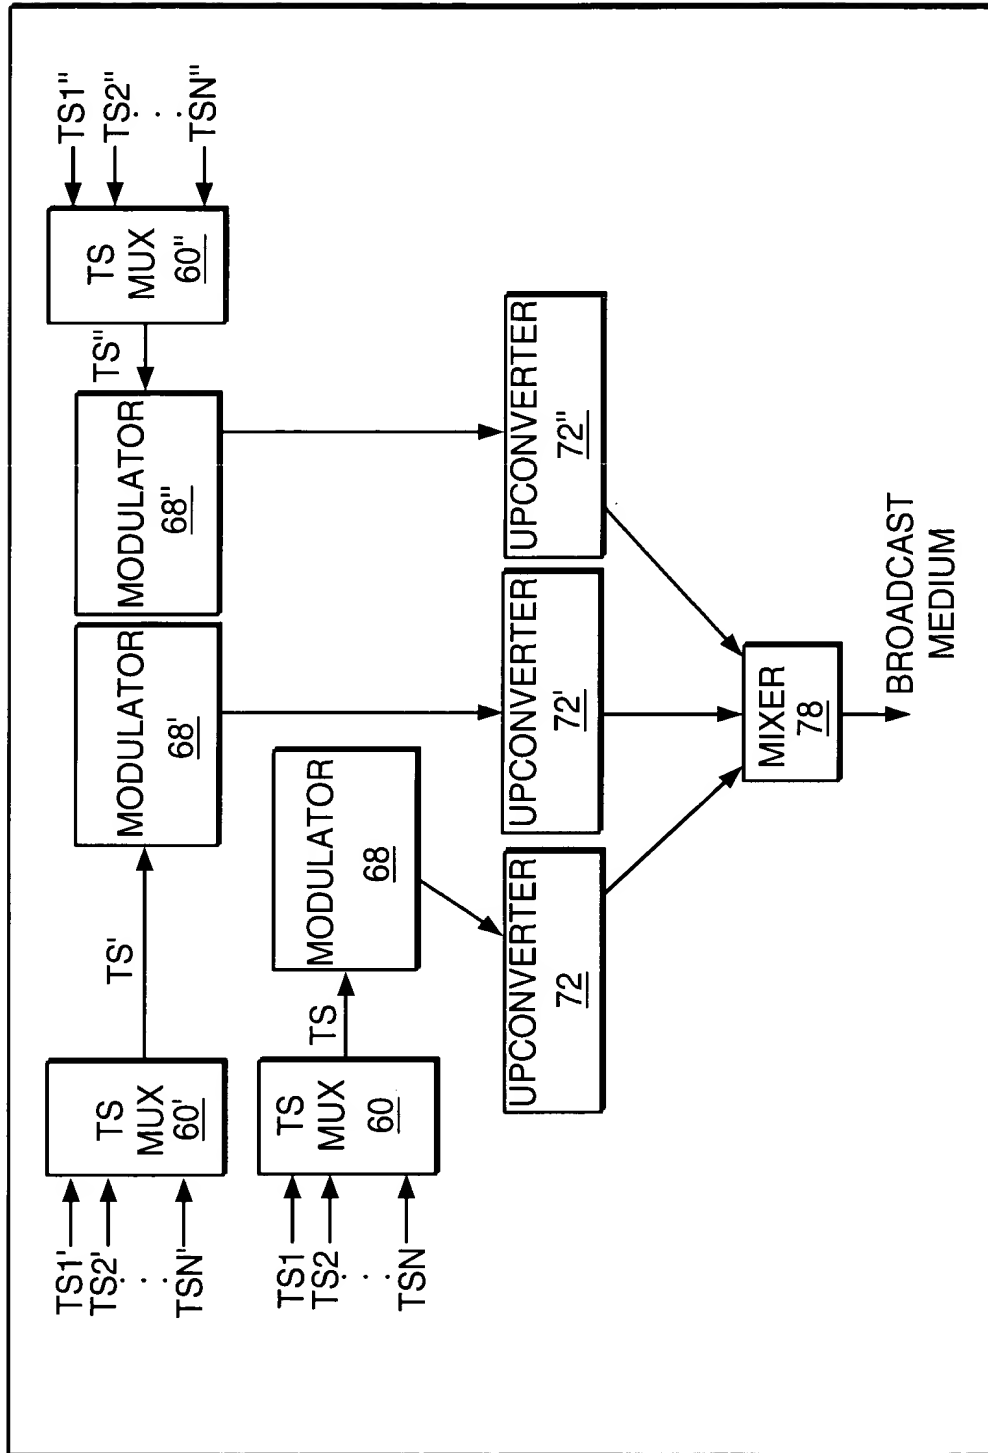 TS1'
TS2'
. . . .
TSN'
TS
MUX
60'
TS'
MODULATOR
68'
MODULATOR
68"
TS"
TS
MUX
60"
TS1"
TS2"
. . . .
TSN"
TS1
TS2
. . . .
TSN
TS
MUX
60
TS
MODULATOR
68
UPCONVERTER
72
UPCONVERTER
72'
UPCONVERTER
72"
MIXER
78
BROADCAST
MEDIUM